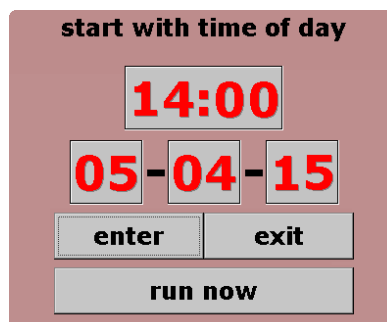 start with time of day
14:00
05-04-15
enter exit
run now